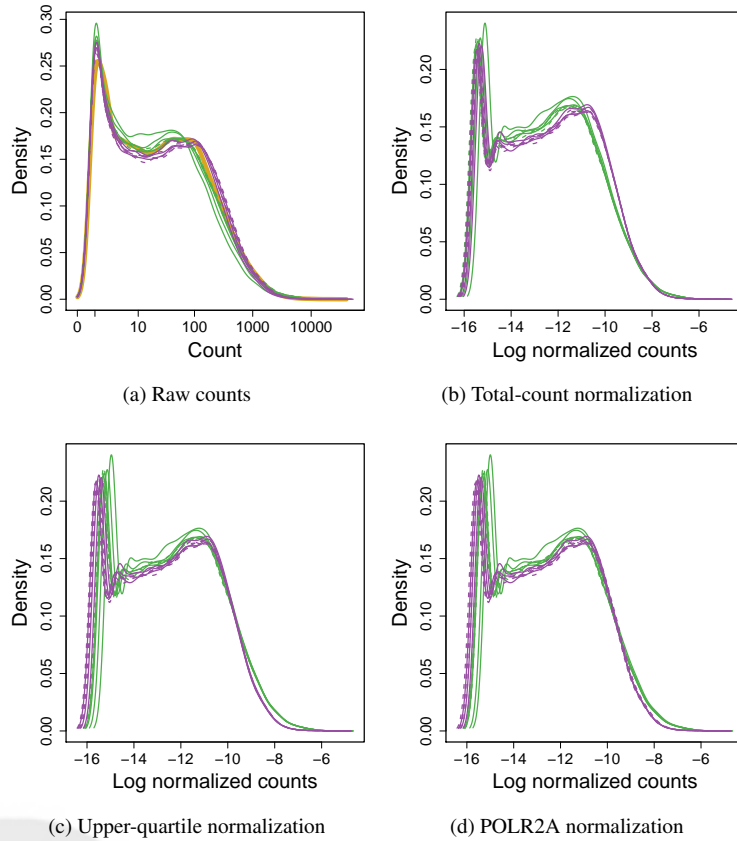 0.30
0.25
0.20
0.15
0.10
0.05
0.00
Density
0 10 100 1000 10000
Count
(a) Raw counts
0.20
0.15
0.10
0.05
0.00
Density
−16 −14 −12 −10 −8 −6
Log normalized counts
(b) Total-count normalization
0.20
0.15
0.10
0.05
0.00
Density
−16 −14 −12 −10 −8 −6
Log normalized counts
(c) Upper-quartile normalization
0.20
0.15
0.10
0.05
0.00
Density
−16 −14 −12 −10 −8 −6
Log normalized counts
(d) POLR2A normalization